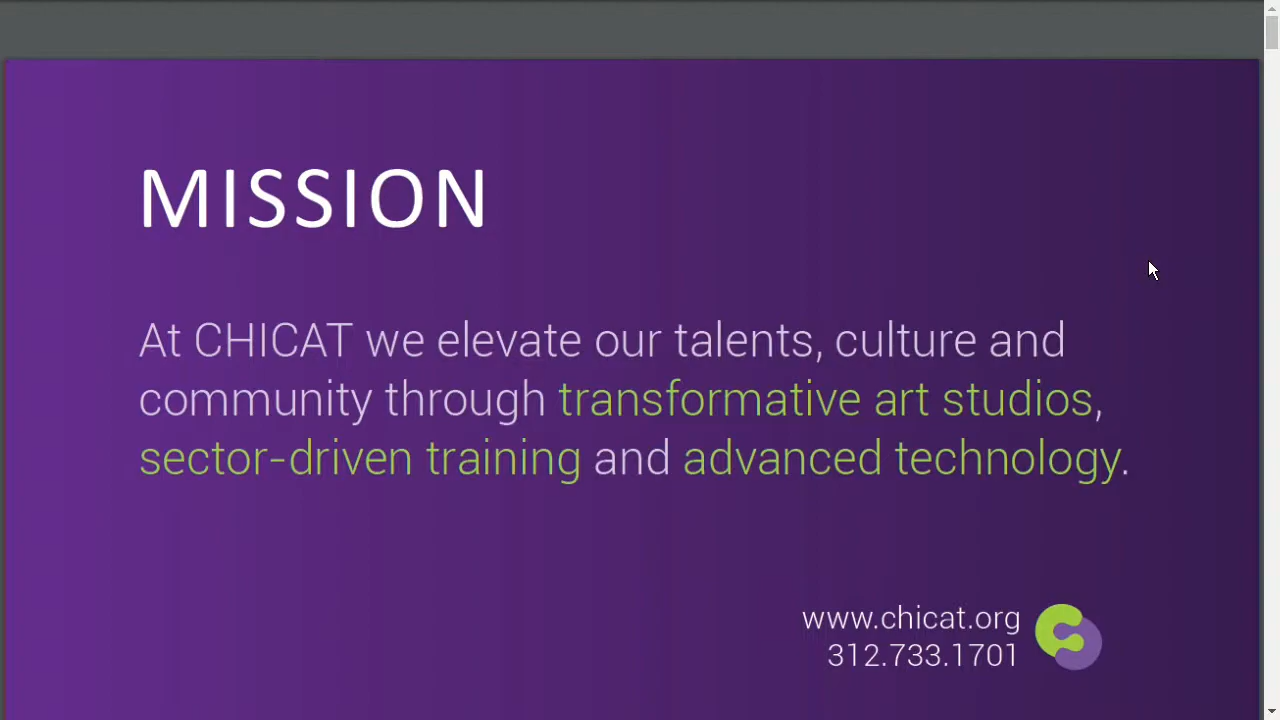 MISSION
At CHICAT we elevate our talents, culture and
community through transformative art studios,
sector-driven training and advanced technology.
www.chicat.org
312.733.1701